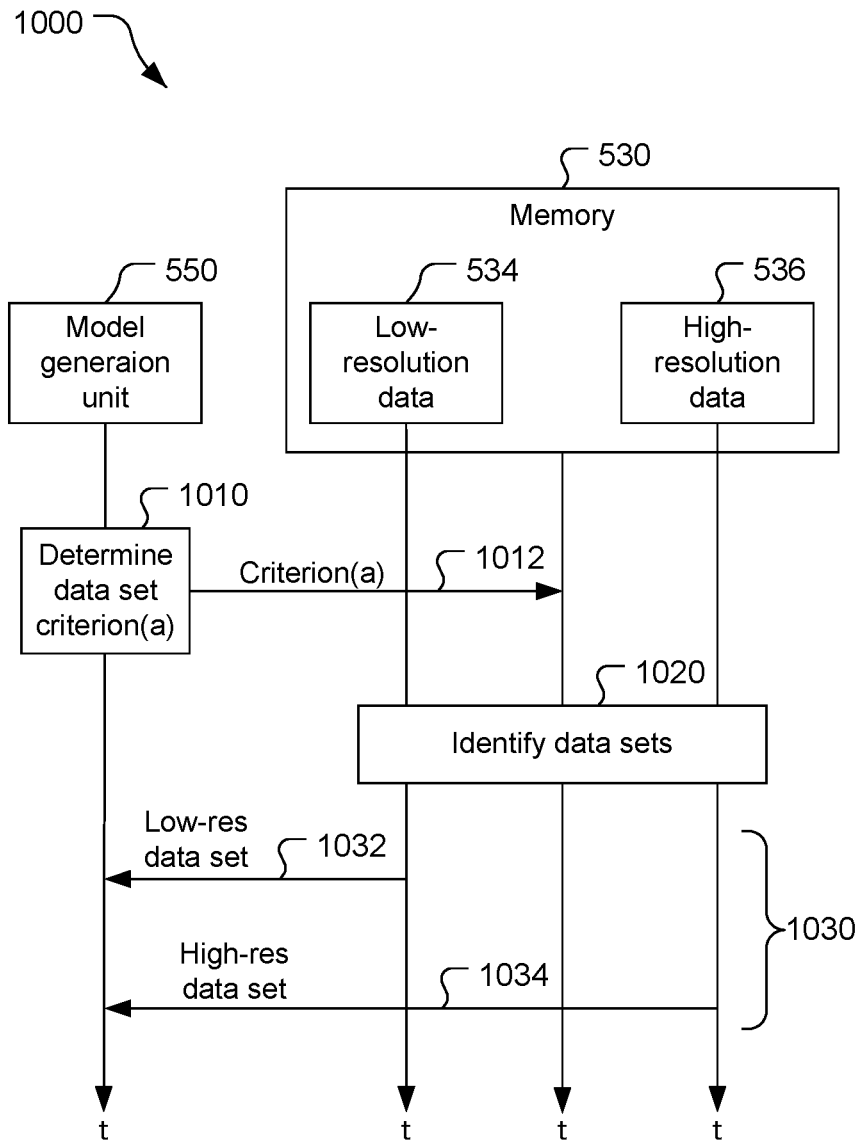 1000
530
Memory
550
534
536
Model
generaion
unit
Low-
resolution
data
High-
resolution
data
1010
Determine
data set
criterion(a)
Criterion(a)
1012
1020
Identify data sets
Low-res
data set
1032
1030
High-res
data set
1034
t
t
t
t